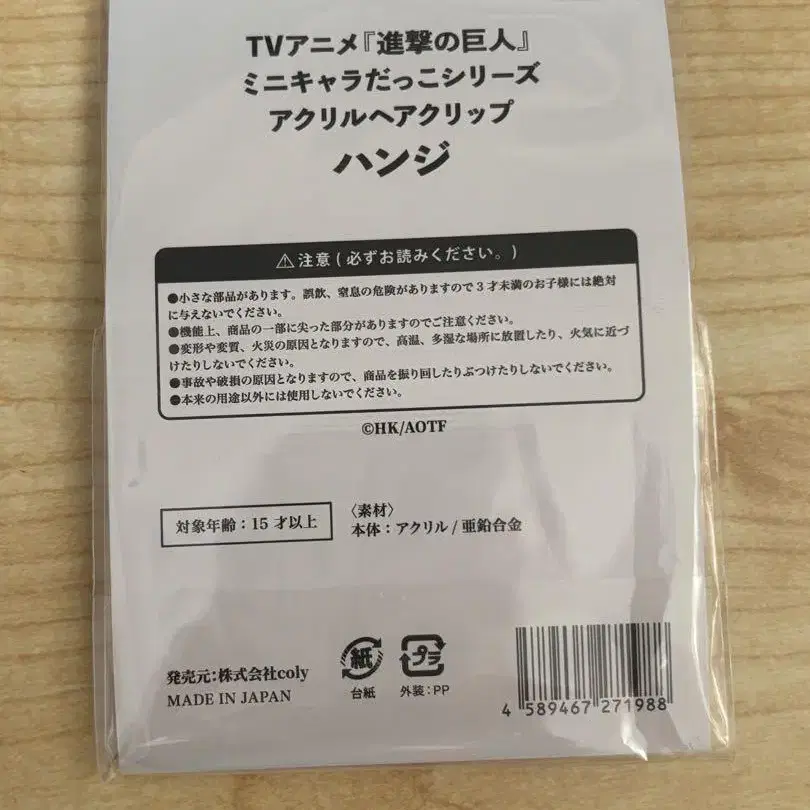 TVアニメ『進撃の巨人』
ミニキャラだっこシリーズ
アクリルヘアクリップ
ハンジ
⚠注意(必ずお読みください。)
●小さな部品があります。誤飲、窒息の危険がありますので3才未満のお子様には絶対
に与えないでください。
●機能上、商品の一部に尖った部分がありますのでご注意ください。
●変形や変質、火災の原因となりますので、高温、多湿な場所に放置したり、火気に近づ
けたりしないでください。
●事故や破損の原因となりますので、商品を振り回したりぶつけたりしないでください。
●本来の用途以外には使用しないでください。
©HK/AOTF
対象年齢:15才以上
〈素材〉
本体:アクリル/亜鉛合金
発売元:株式会社coly
MADE IN JAPAN
紙
台紙
プラ
外装:PP
4 589467 271988